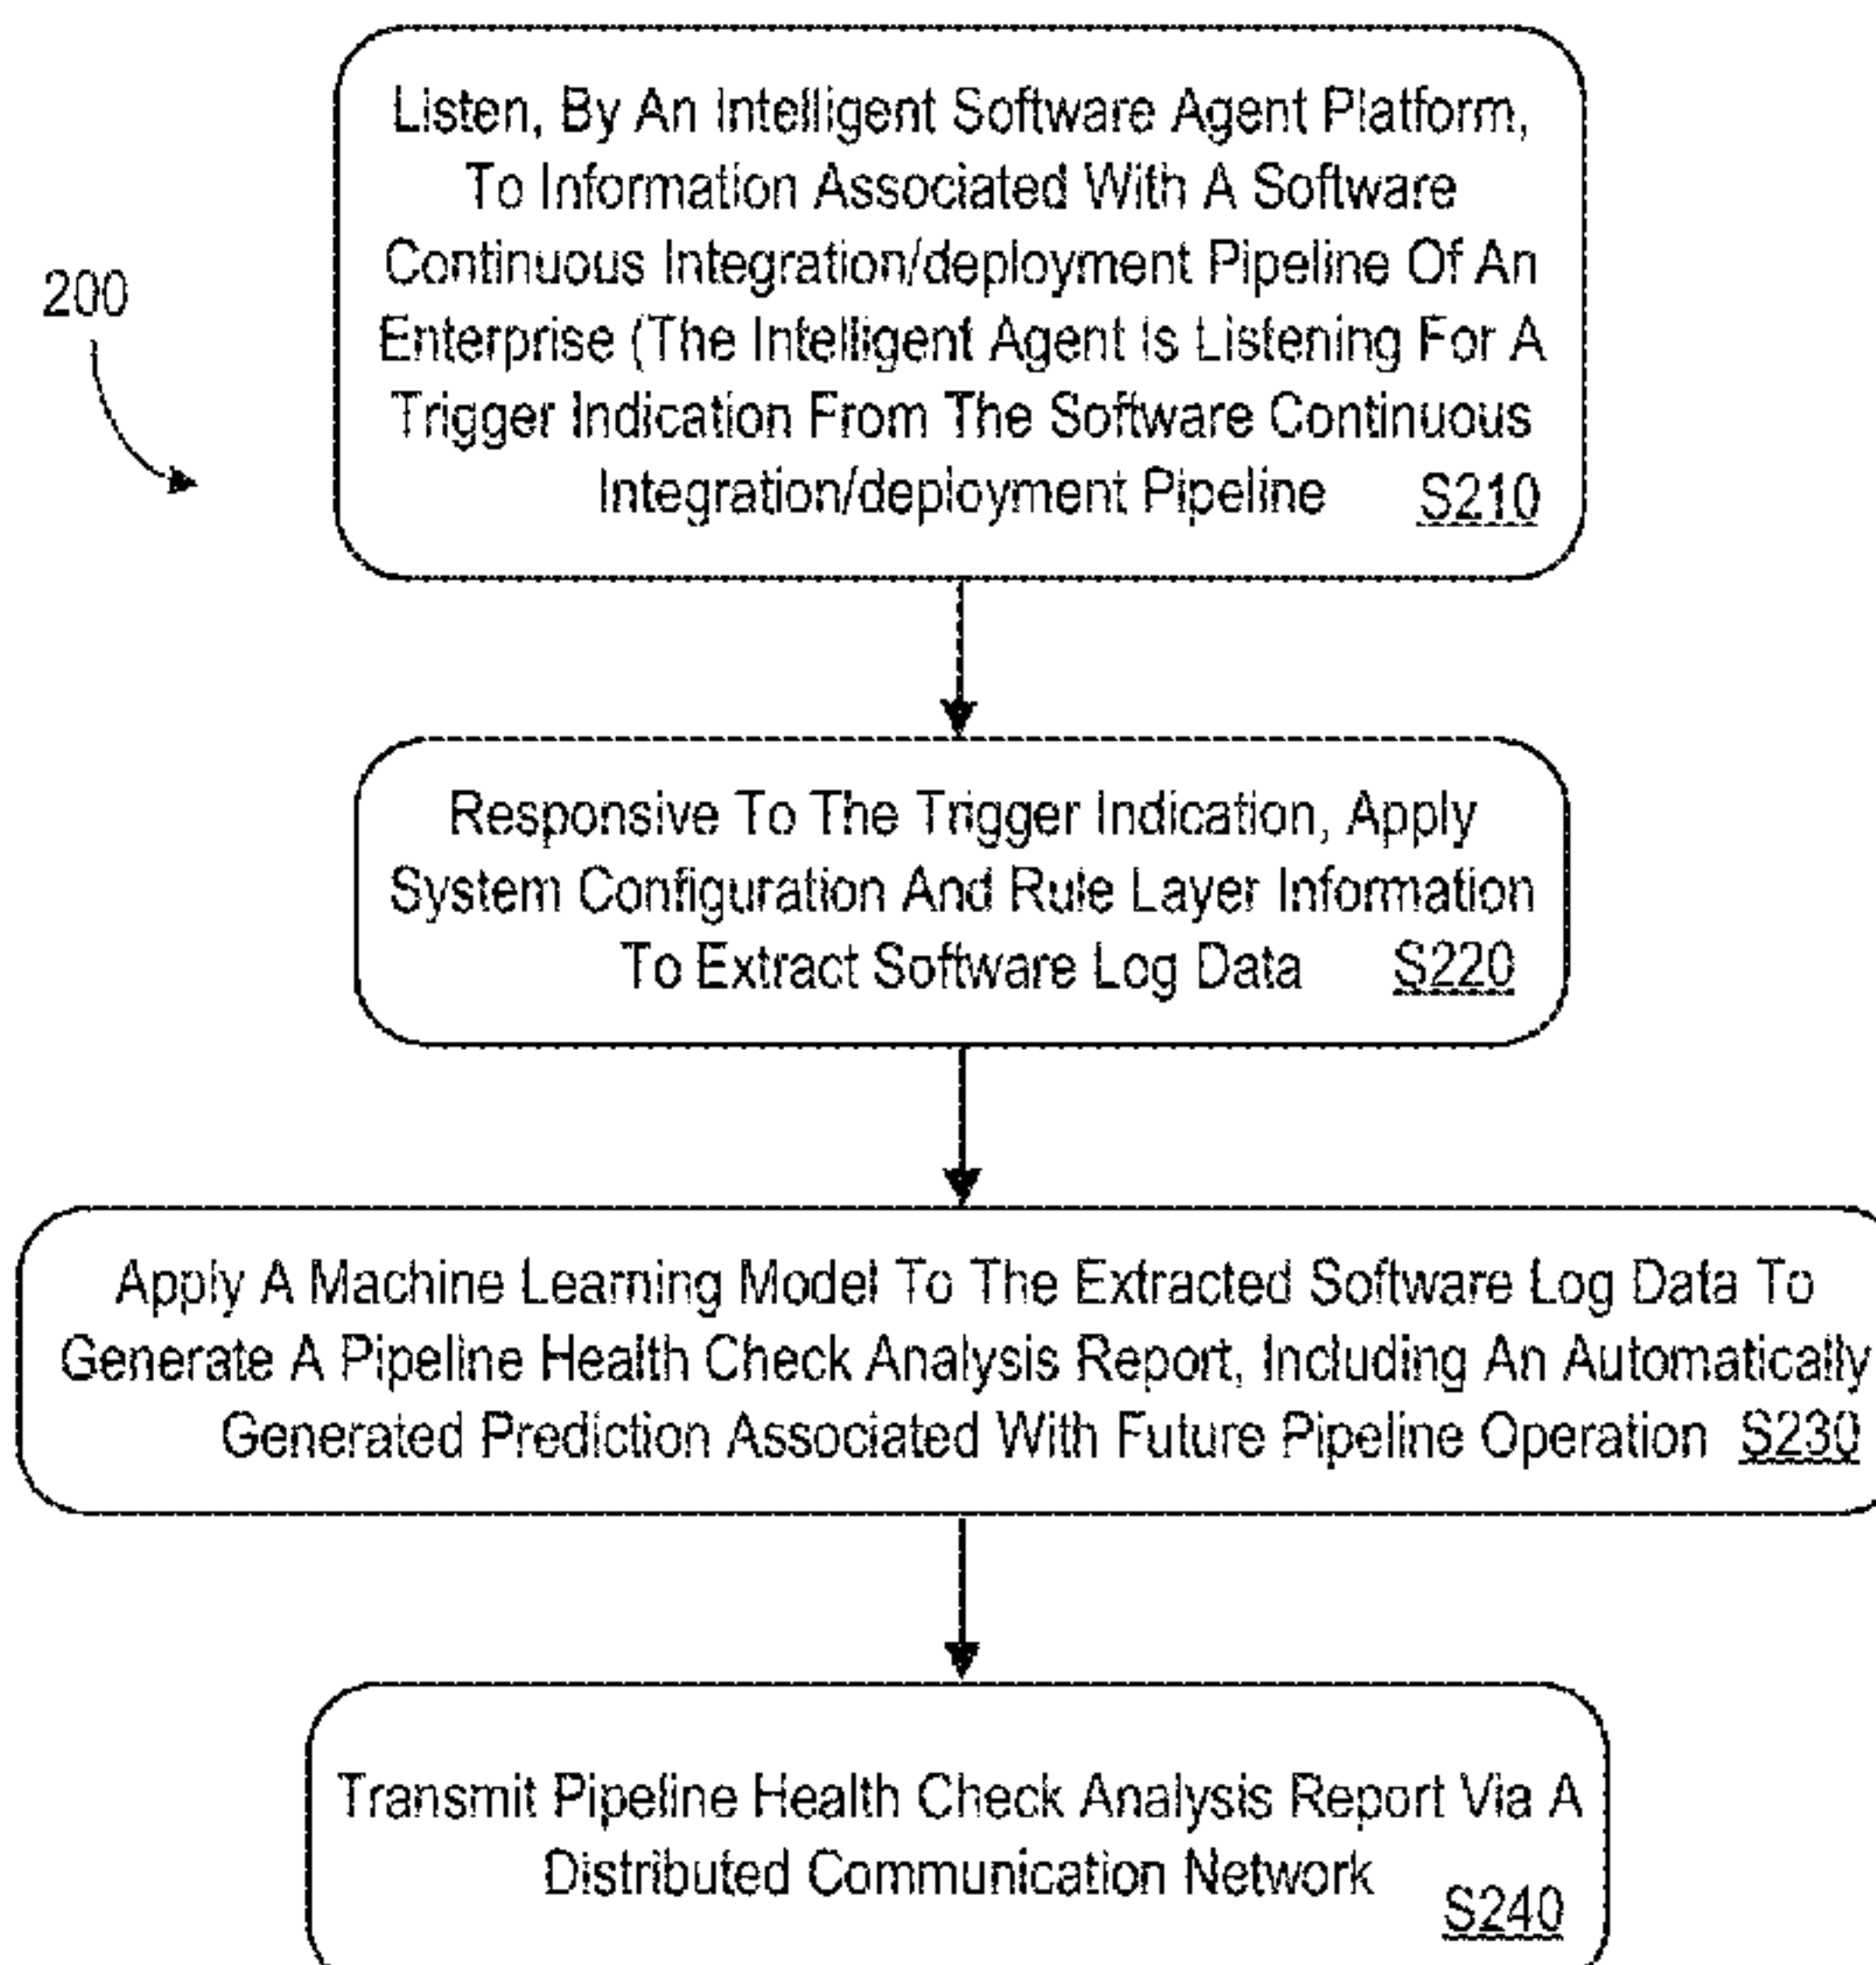 Listen, By An Intelligent Software Agent Platform,
To Information Associated With A Software
Continuous Integration/deployment Pipeline Of An
Enterprise (The Intelligent Agent Is Listening For A
Trigger Indication From The Software Continuous
Integration/deployment Pipeline S210
200
Responsive To The Trigger Indication, Apply
System Configuration And Rule Layer Information
To Extract Software Log Data S220
Apply A Machine Learning Model To The Extracted Software Log Data To
Generate A Pipeline Health Check Analysis Report, Including An Automatically
Generated Prediction Associated With Future Pipeline Operation S230
Transmit Pipeline Health Check Analysis Report Via A
Distributed Communication Network
S240